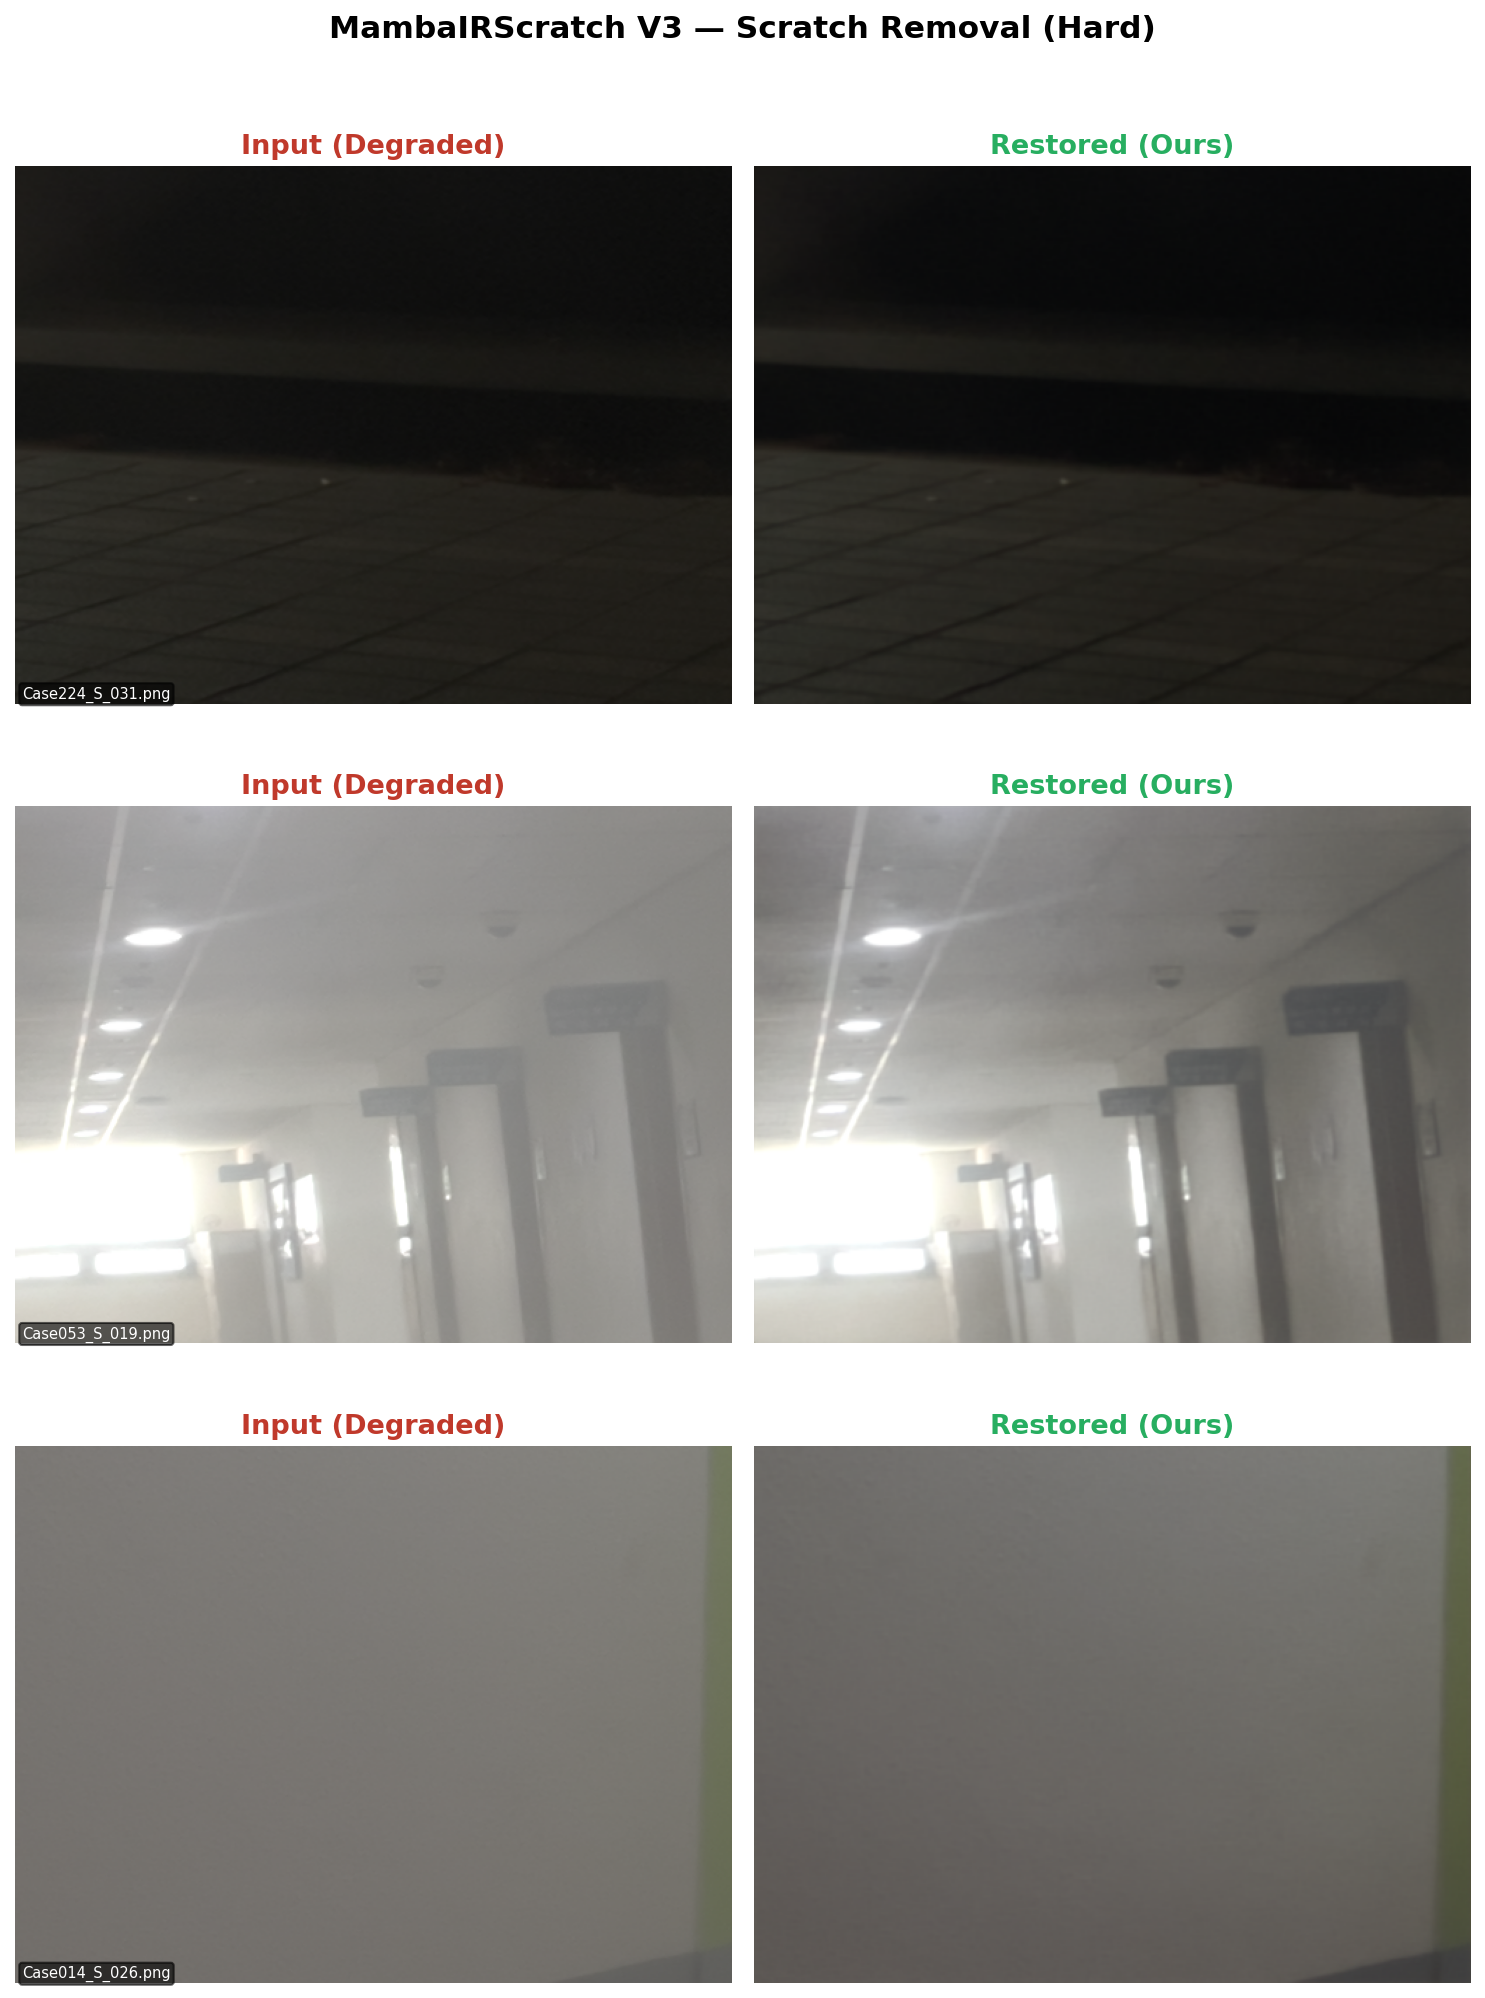 MambaIRScratch V3 — Scratch Removal (Hard)
Input (Degraded) Restored (Ours)
Case224_S_031.png
Input (Degraded) Restored (Ours)
Case053_S_019.png
Input (Degraded) Restored (Ours)
Case014_S_026.png